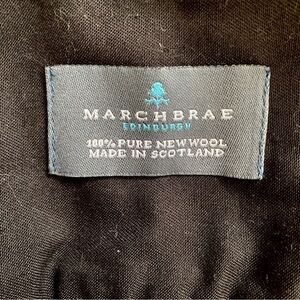 MARCHBRAE
EDINBURGH
100% PURE NEW WOOL
MADE IN SCOTLAND